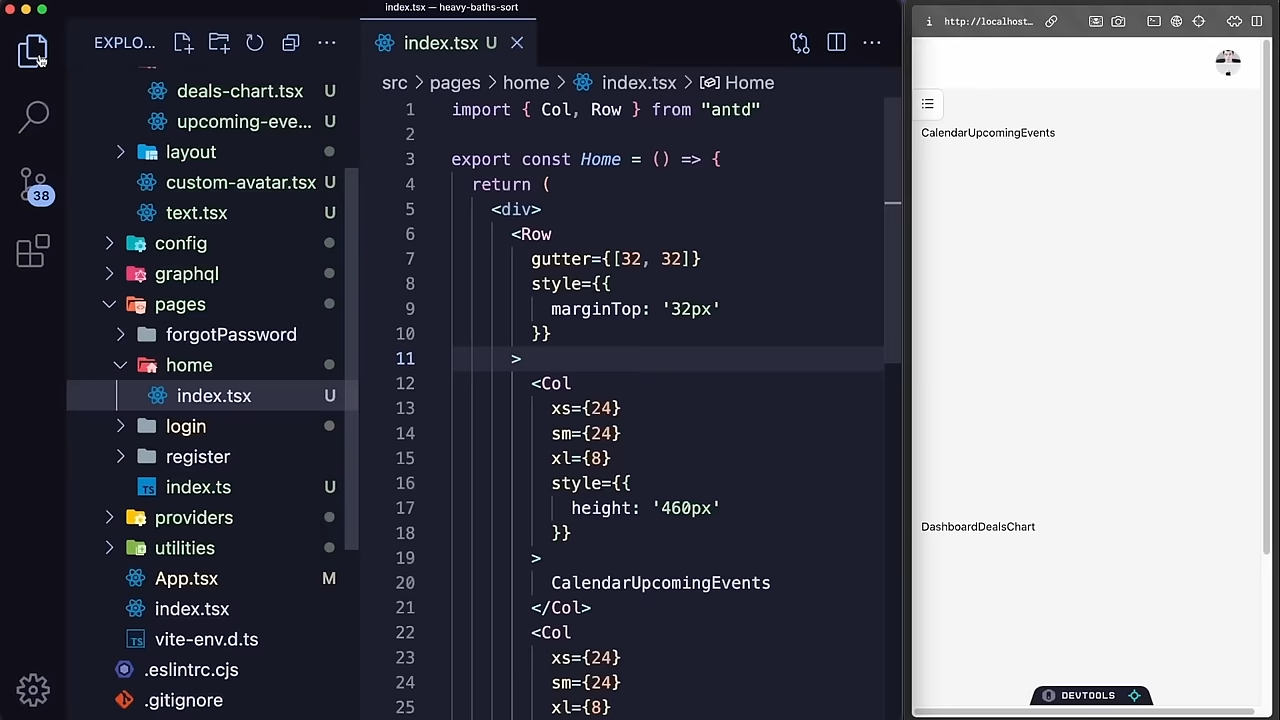 index.tsx — heavy-baths-sort
EXPLO...
deals-chart.tsx U
upcoming-eve... U
layout
custom-avatar.tsx U
text.tsx U
config
graphql
pages
forgotPassword
home
index.tsx U
login
register
TS index.ts U
providers
utilities
App.tsx M
index.tsx
TS vite-env.d.ts
.eslintrc.cjs
.gitignore
38
index.tsx U
src > pages > home > index.tsx > Home
1 import { Col, Row } from "antd"
2
3 export const Home = () => {
4 return (
5 <div>
6 <Row
7 gutter={[32, 32]}
8 style={{
9 marginTop: '32px'
10 }}
11 >
12 <Col
13 xs={24}
14 sm={24}
15 xl={8}
16 style={{
17 height: '460px'
18 }}
19 >
20 CalendarUpcomingEvents
21 </Col>
22 <Col
23 xs={24}
24 sm={24}
25 xl={8}
http://localhost...
CalendarUpcomingEvents
DashboardDealsChart
DEVTOOLS